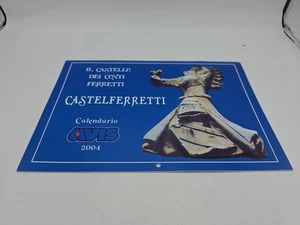 IL CASTELLO
DEI CONTI
FERRETTI
CASTELFERRETTI
Calendario
AVIS
2004